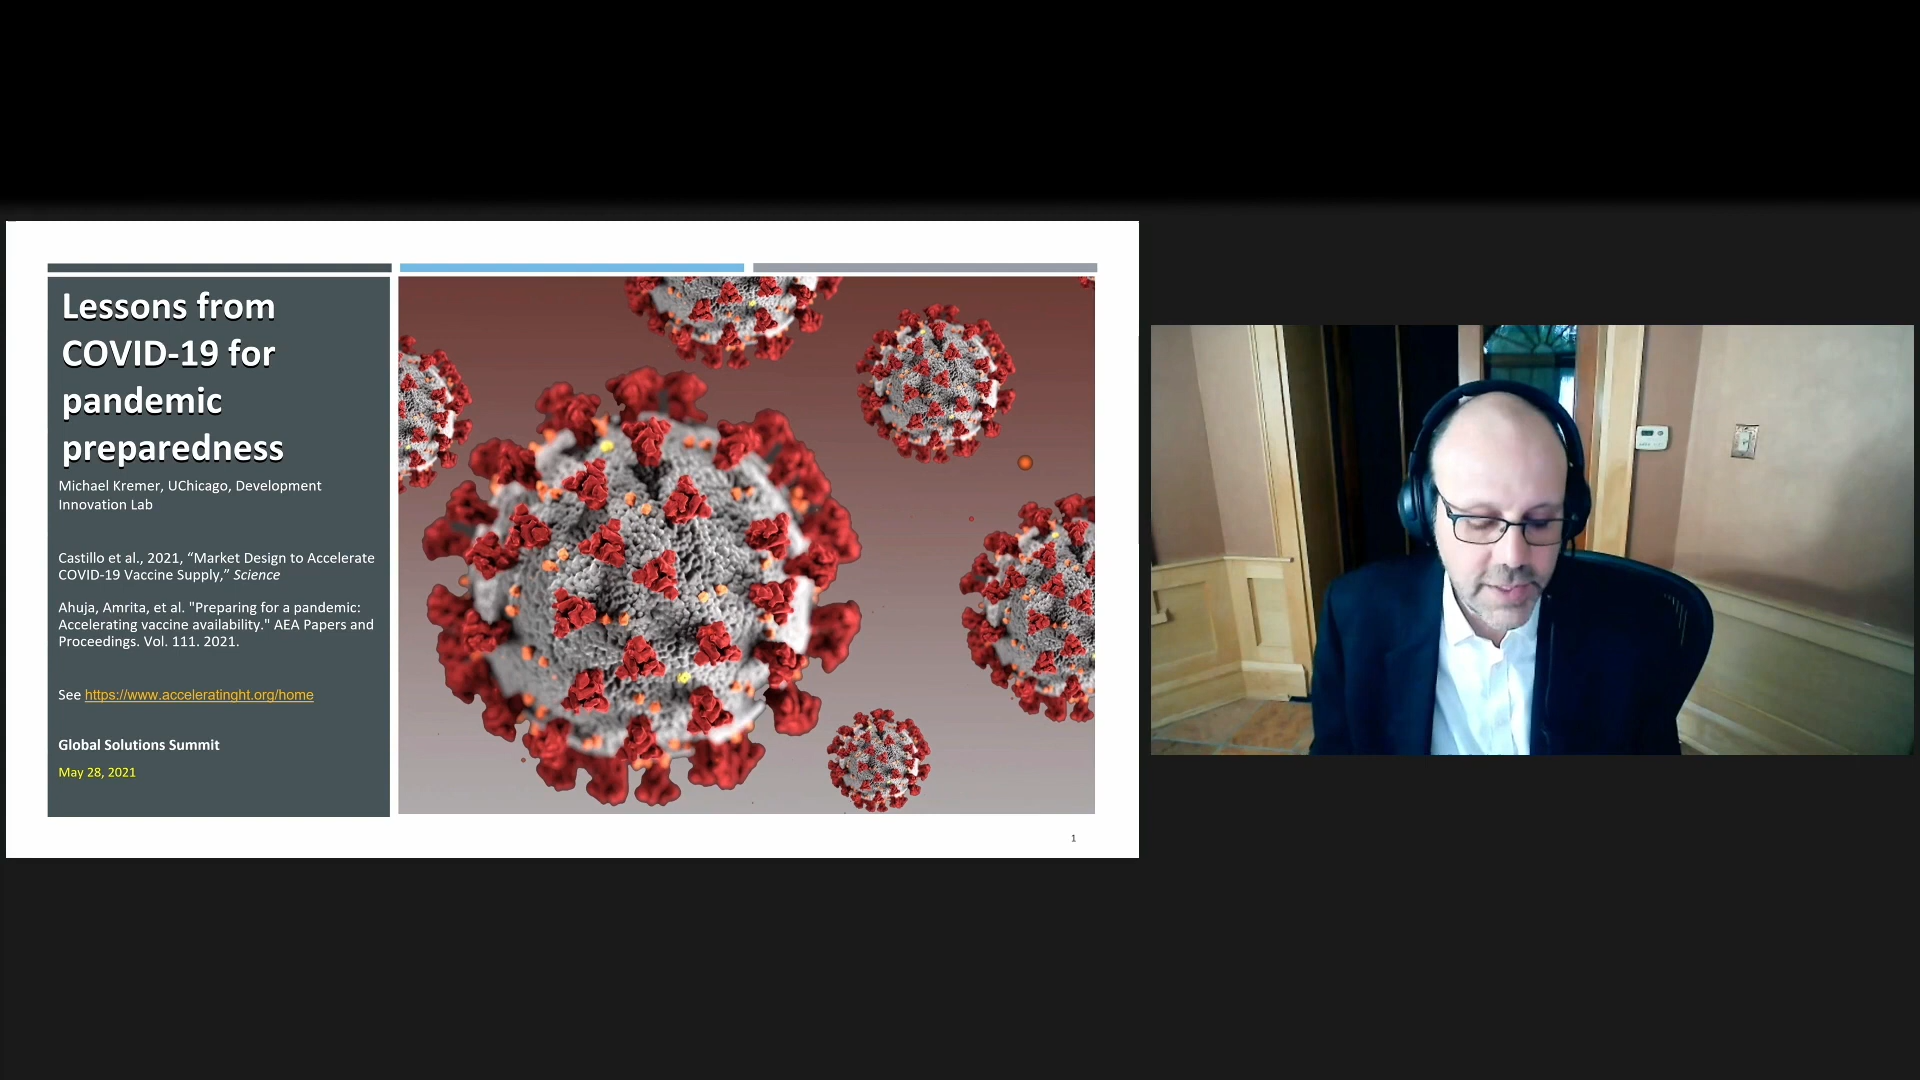 Lessons from
COVID-19 for
pandemic
preparedness
Michael Kremer, UChicago, Development
Innovation Lab
Castillo et al., 2021, “Market Design to Accelerate
COVID-19 Vaccine Supply,” Science
Ahuja, Amrita, et al. "Preparing for a pandemic:
Accelerating vaccine availability." AEA Papers and
Proceedings. Vol. 111. 2021.
See https://www.acceleratinght.org/home
Global Solutions Summit
May 28, 2021
1